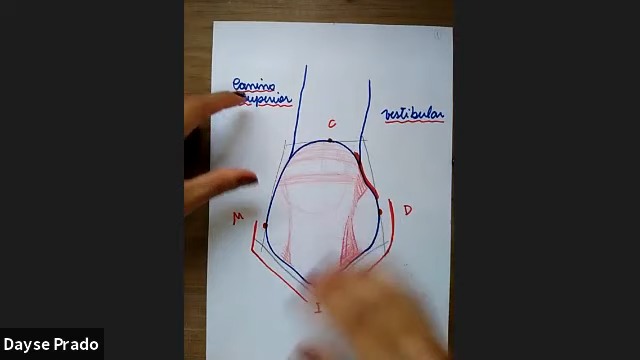 Canino
Superior
vestibular
C
M
D
I
Dayse Prado